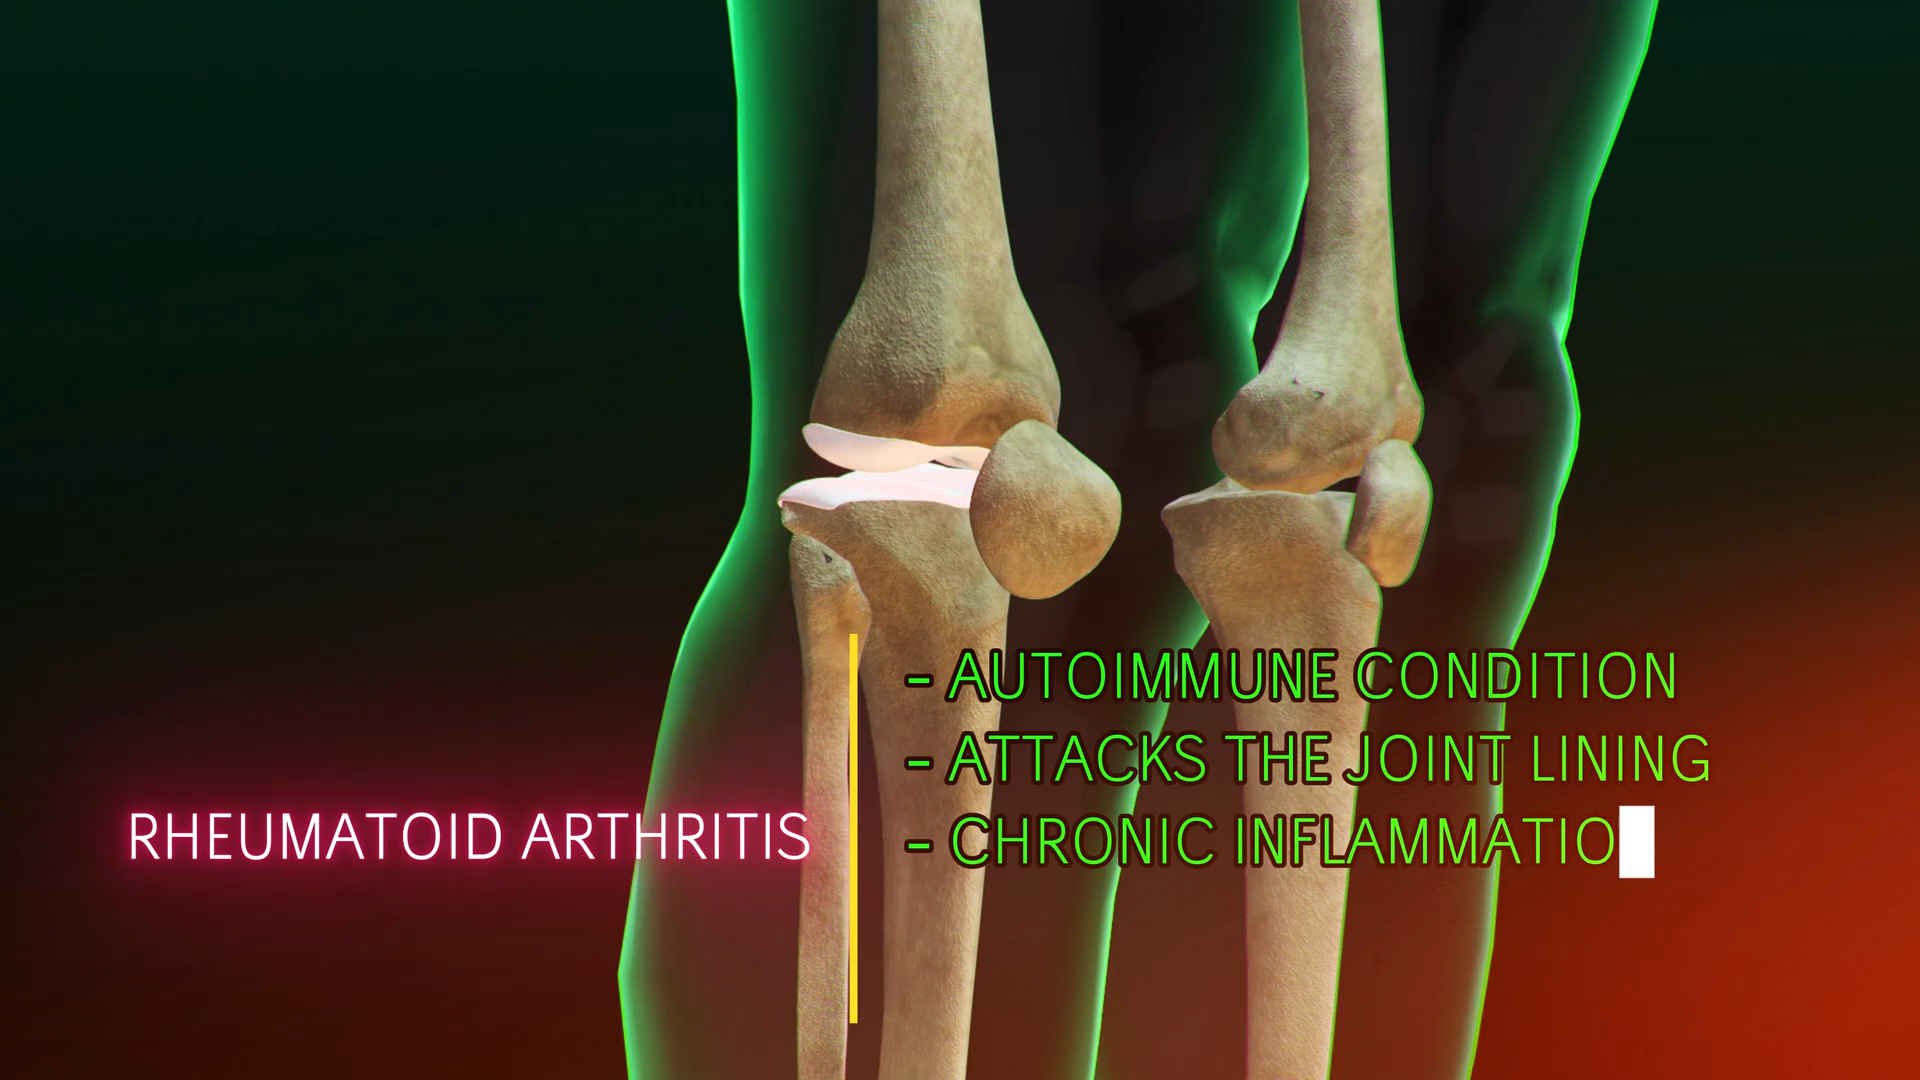 RHEUMATOID ARTHRITIS
- AUTOIMMUNE CONDITION
- ATTACKS THE JOINT LINING
- CHRONIC INFLAMMATIO